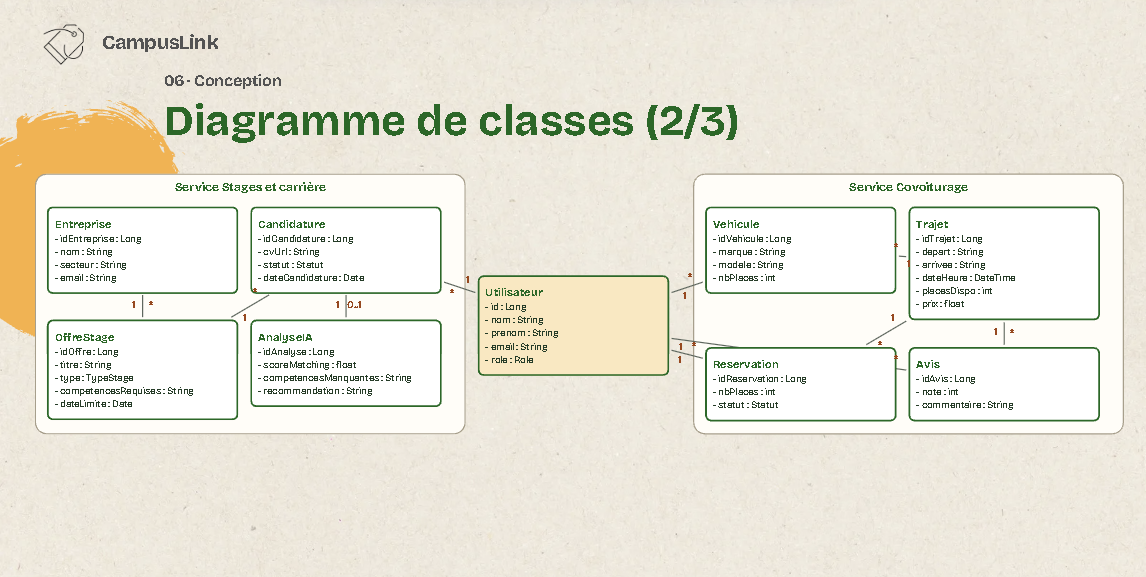 CampusLink
06 - Conception
Diagramme de classes (2/3)
Service Stages et carrière
Entreprise
- idEntreprise : Long
- nom : String
- secteur : String
- email : String
Candidature
- idCandidature : Long
- cvUrl : String
- statut : Statut
- dateCandidature : Date
1 *
*
1
1 0..1
1
*
OffreStage
- idOffre : Long
- titre : String
- type : TypeStage
- competencesRequises : String
- dateLimite : Date
AnalyseIA
- idAnalyse : Long
- scoreMatching : float
- competencesManquantes : String
- recommandation : String
Utilisateur
- id : Long
- nom : String
- prenom : String
- email : String
- role : Role
*
1
1 *
1
Service Covoiturage
Vehicule
- idVehicule : Long
- marque : String
- modele : String
- nbPlaces : int
*
1
Trajet
- idTrajet : Long
- depart : String
- arrivee : String
- dateHeure : DateTime
- placesDispo : int
- prix : float
1
*
1 *
*
Reservation
- idReservation : Long
- nbPlaces : int
- statut : Statut
Avis
- idAvis : Long
- note : int
- commentaire : String